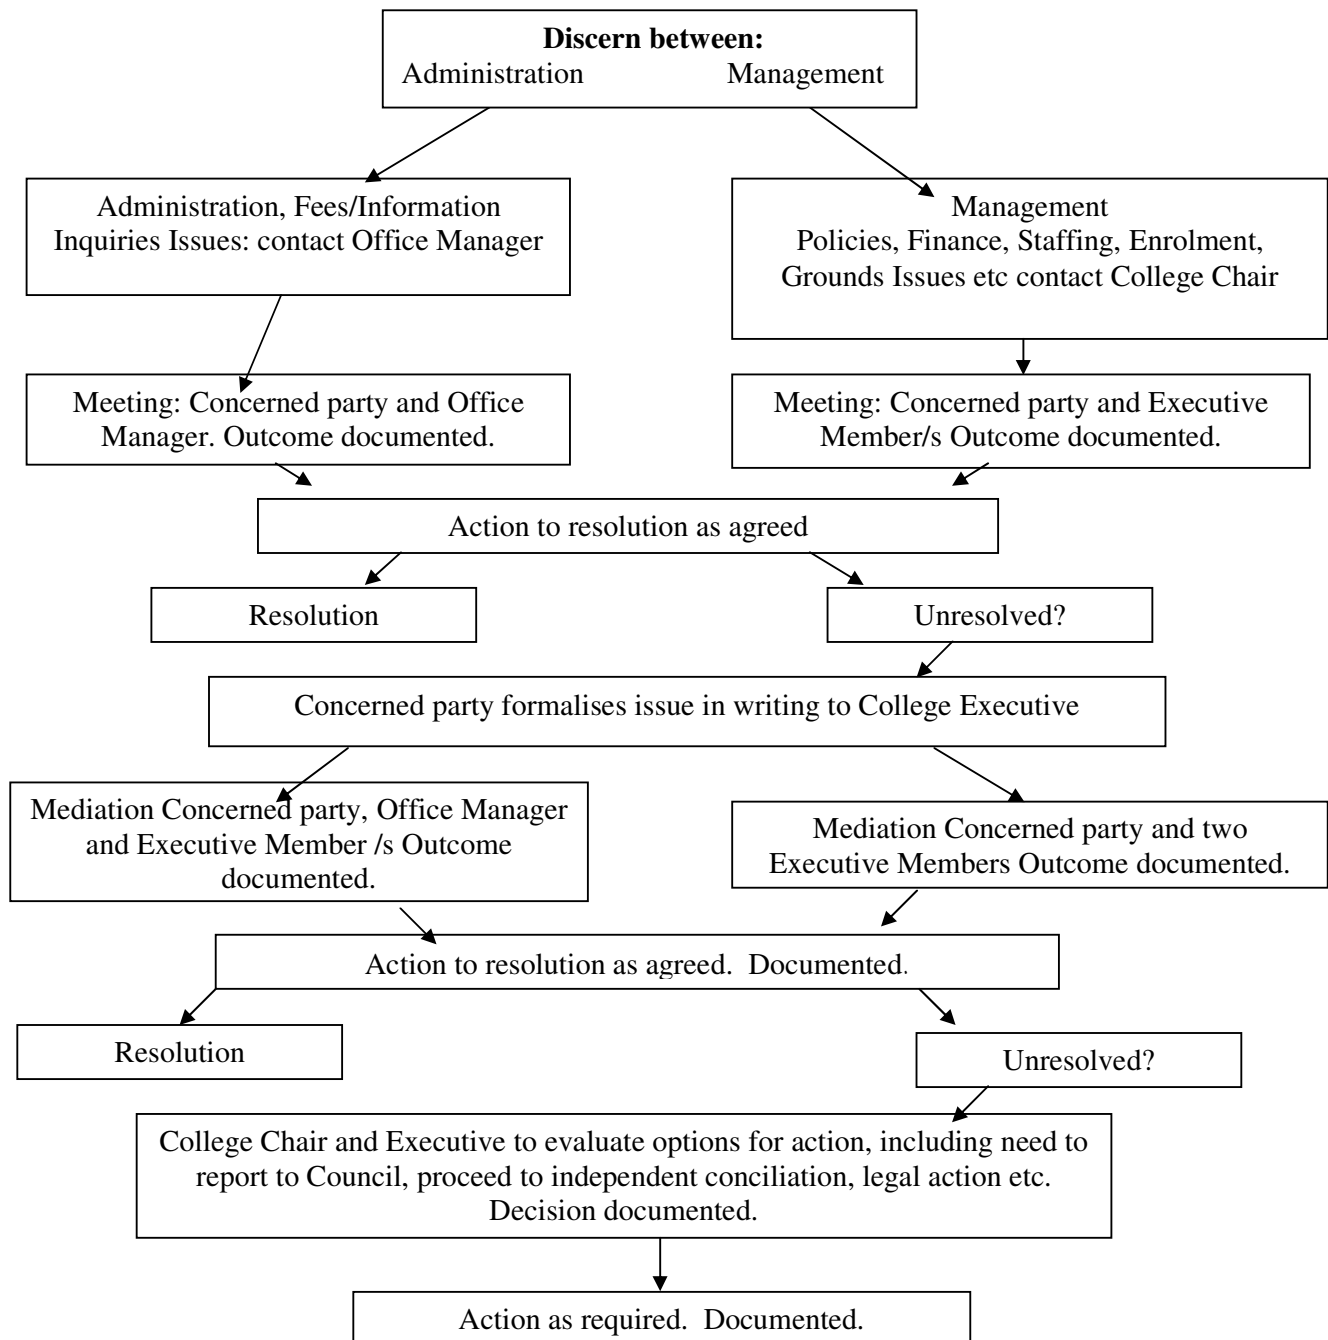 Discern between:
Administration Management
Administration, Fees/Information
Inquiries Issues: contact Office Manager
Management
Policies, Finance, Staffing, Enrolment,
Grounds Issues etc contact College Chair
Meeting: Concerned party and Office
Manager. Outcome documented.
Meeting: Concerned party and Executive
Member/s Outcome documented.
Action to resolution as agreed
Resolution
Unresolved?
Concerned party formalises issue in writing to College Executive
Mediation Concerned party, Office Manager
and Executive Member /s Outcome
documented.
Mediation Concerned party and two
Executive Members Outcome documented.
Action to resolution as agreed. Documented.
Resolution
Unresolved?
College Chair and Executive to evaluate options for action, including need to
report to Council, proceed to independent conciliation, legal action etc.
Decision documented.
Action as required. Documented.